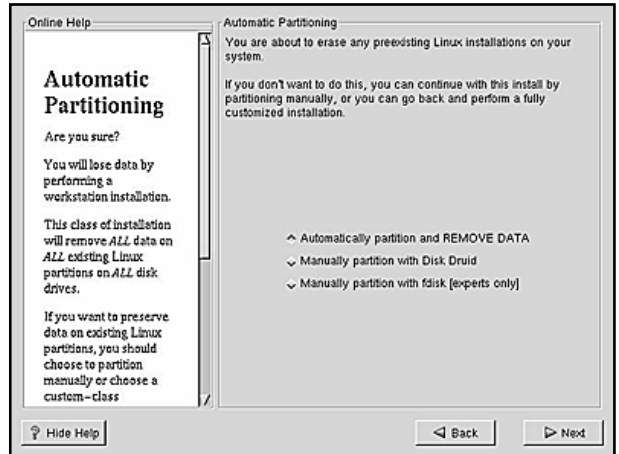 Online Help
Automatic
Partitioning
Are you sure?
You will lose data by
performing a
workstation installation.
This class of installation
will remove ALL data on
ALL existing Linux
partitions on ALL disk
drives.
If you want to preserve
data on existing Linux
partitions, you should
choose to partition
manually or choose a
custom-class
Automatic Partitioning
You are about to erase any preexisting Linux installations on your
system.
If you don't want to do this, you can continue with this install by
partitioning manually, or you can go back and perform a fully
customized installation.
Automatically partition and REMOVE DATA
Manually partition with Disk Druid
Manually partition with fdisk [experts only]
? Hide Help
Back
Next